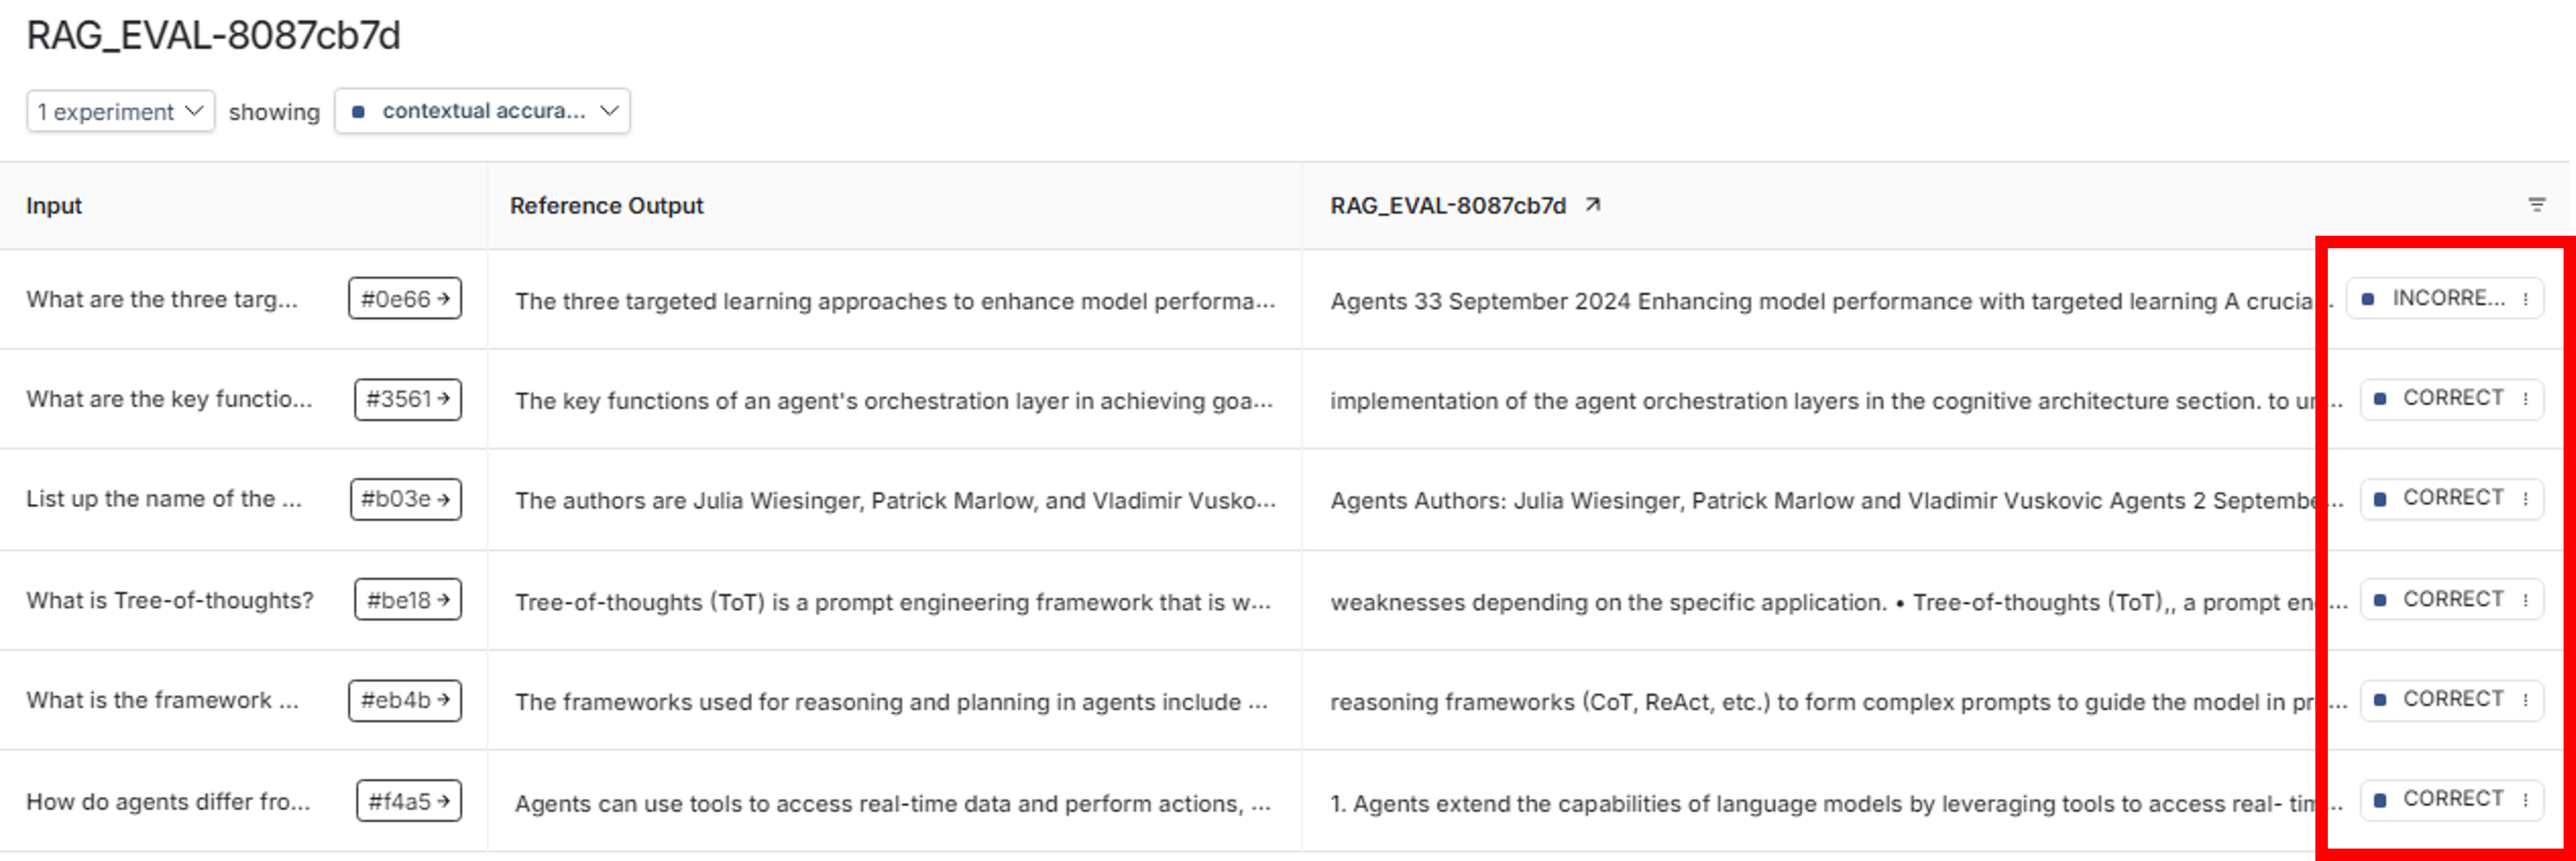 RAG_EVAL-8087cb7d
1 experiment showing contextual accura...
Input Reference Output RAG_EVAL-8087cb7d
What are the three targ... #0e66 The three targeted learning approaches to enhance model performa... Agents 33 September 2024 Enhancing model performance with targeted learning A crucia... INCORRE...
What are the key functio... #3561 The key functions of an agent's orchestration layer in achieving goa... implementation of the agent orchestration layers in the cognitive architecture section. to un... CORRECT
List up the name of the ... #b03e The authors are Julia Wiesinger, Patrick Marlow, and Vladimir Vusko... Agents Authors: Julia Wiesinger, Patrick Marlow and Vladimir Vuskovic Agents 2 Septembe... CORRECT
What is Tree-of-thoughts? #be18 Tree-of-thoughts (ToT) is a prompt engineering framework that is w... weaknesses depending on the specific application. • Tree-of-thoughts (ToT),, a prompt en... CORRECT
What is the framework ... #eb4b The frameworks used for reasoning and planning in agents include ... reasoning frameworks (CoT, ReAct, etc.) to form complex prompts to guide the model in pr... CORRECT
How do agents differ fro... #f4a5 Agents can use tools to access real-time data and perform actions, ... 1. Agents extend the capabilities of language models by leveraging tools to access real- tim... CORRECT